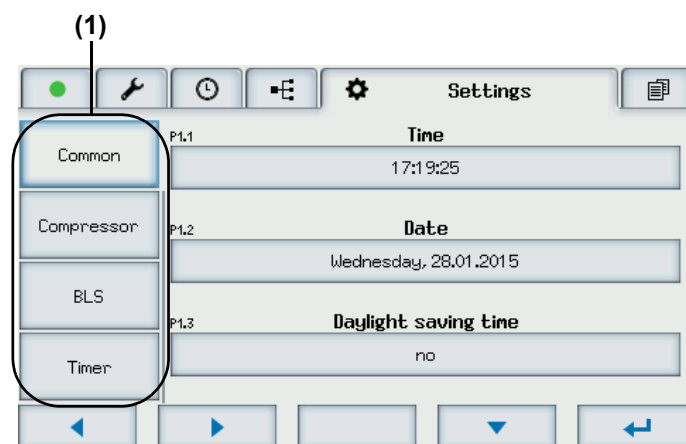 (1)
Settings
Common
Compressor
BLS
Timer
P1.1
Time
17:19:25
P1.2
Date
Wednesday, 28.01.2015
P1.3
Daylight saving time
no